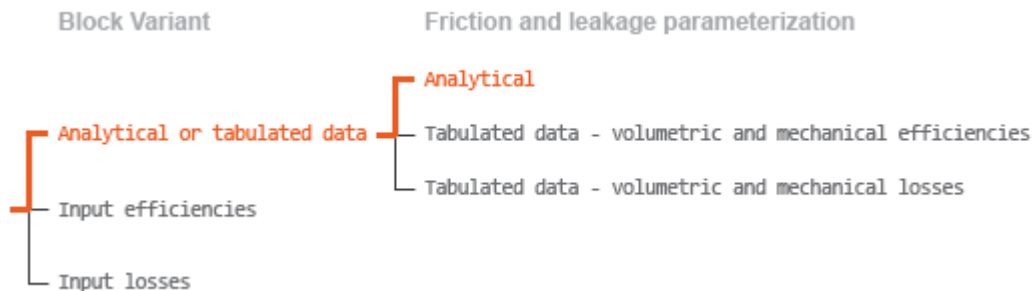 Block Variant Friction and leakage parameterization
Analytical
Analytical or tabulated data Tabulated data - volumetric and mechanical efficiencies
Tabulated data - volumetric and mechanical losses
Input efficiencies
Input losses